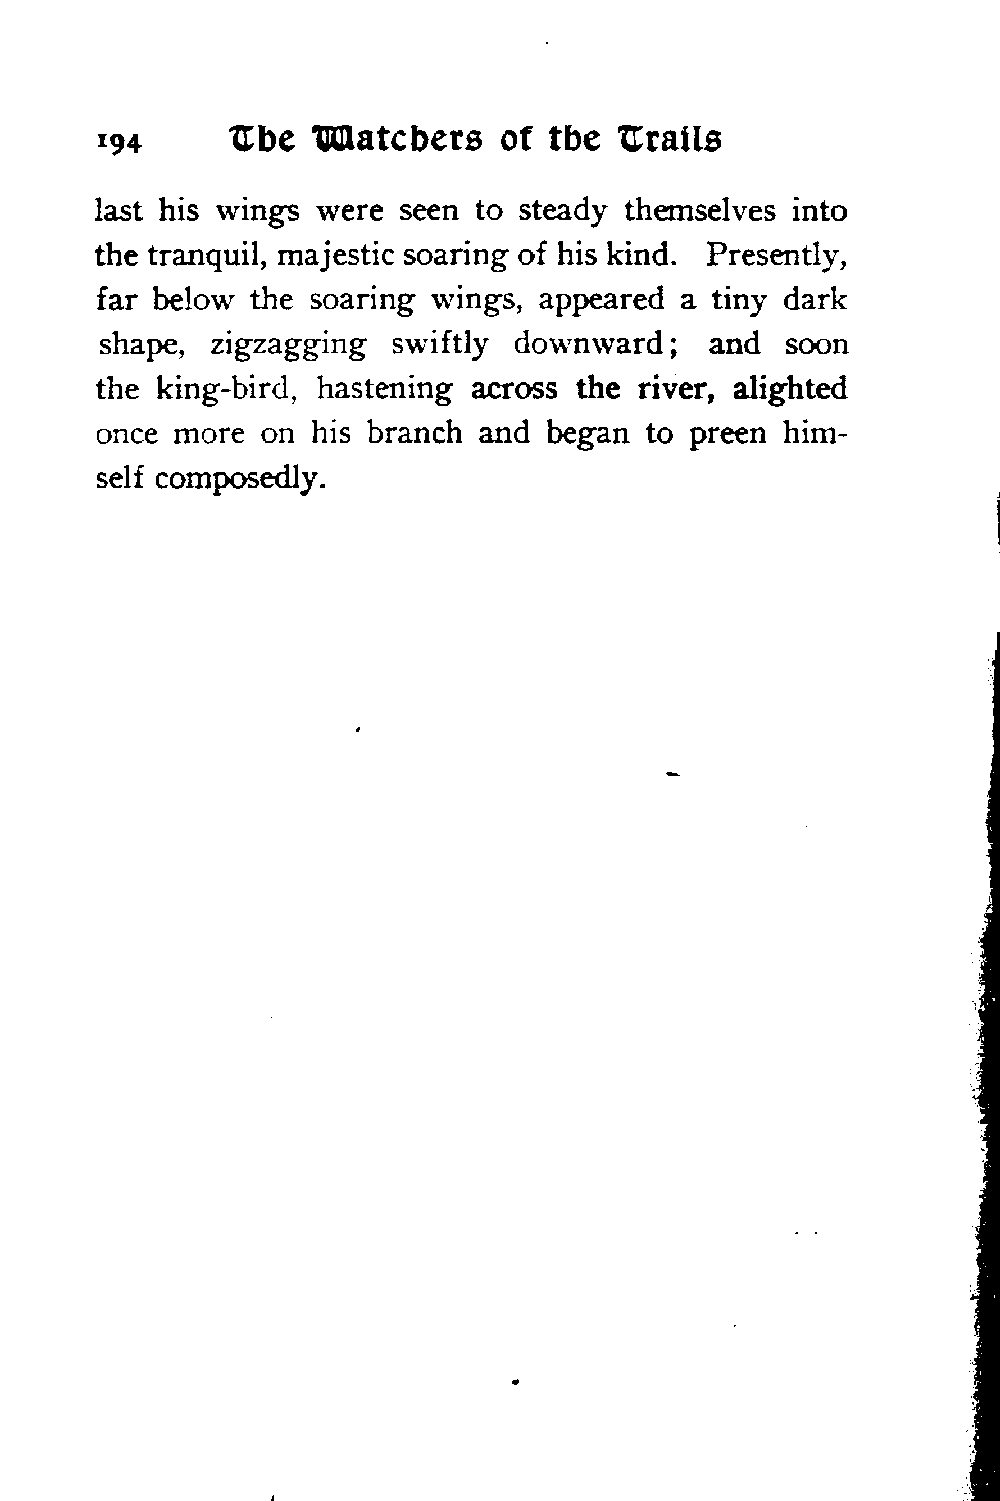 194 The Watchers of the Trails
last his wings were seen to steady themselves into
the tranquil, majestic soaring of his kind. Presently,
far below the soaring wings, appeared a tiny dark
shape, zigzagging swiftly downward; and soon
the king-bird, hastening across the river, alighted
once more on his branch and began to preen him-
self composedly.